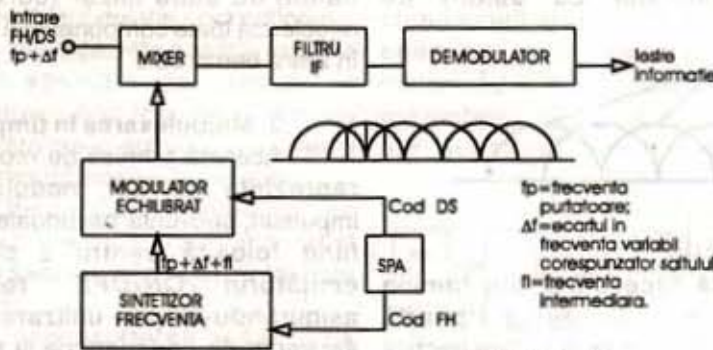 Intrare
FH/DS
fp+Δf
MIXER
FILTRU
IF
DEMODULATOR
Iesire
informatie
MODULATOR
ECHILIBRAT
Cod DS
SPA
Cod FH
fp+Δf+fi
SINTETIZOR
FRECVENTA
fp=frecventa
purtatoare;
Δf=ecartul in
frecventa variabil
corespunzator saltului
fi=frecventa
intermediara.